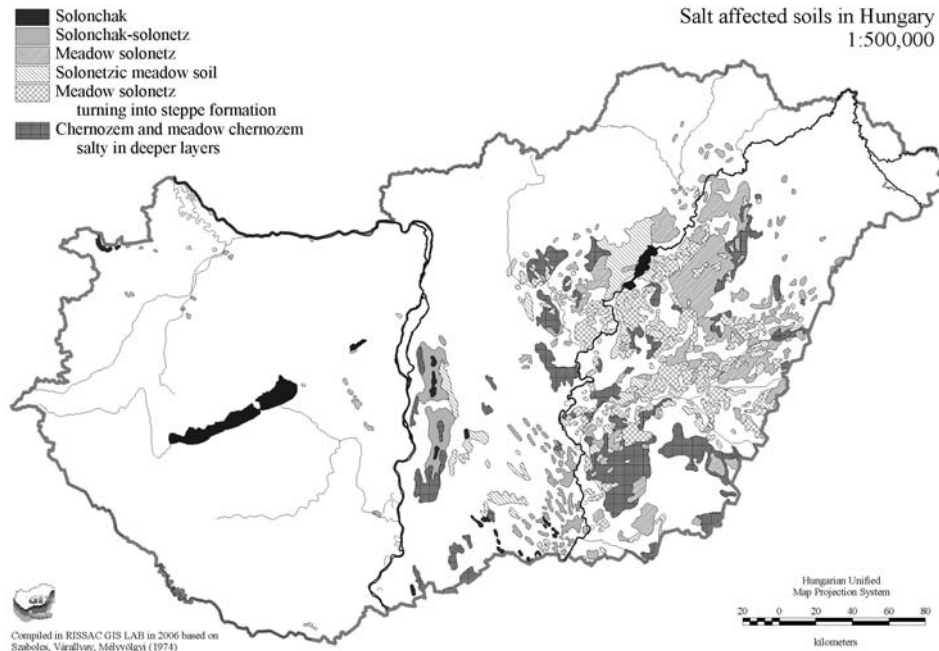 Solonchak
Solonchak-solonetz
Meadow solonetz
Solonetzic meadow soil
Meadow solonetz
turning into steppe formation
Chernozem and meadow chernozem
salty in deeper layers
Salt affected soils in Hungary
1:500,000
GIS
Compiled in RISSAC GIS LAB in 2006 based on
Szabolcs, Várallyay, Mélyvölgyi (1974)
Hungarian Unified
Map Projection System
20 0 20 40 60 80
kilometers